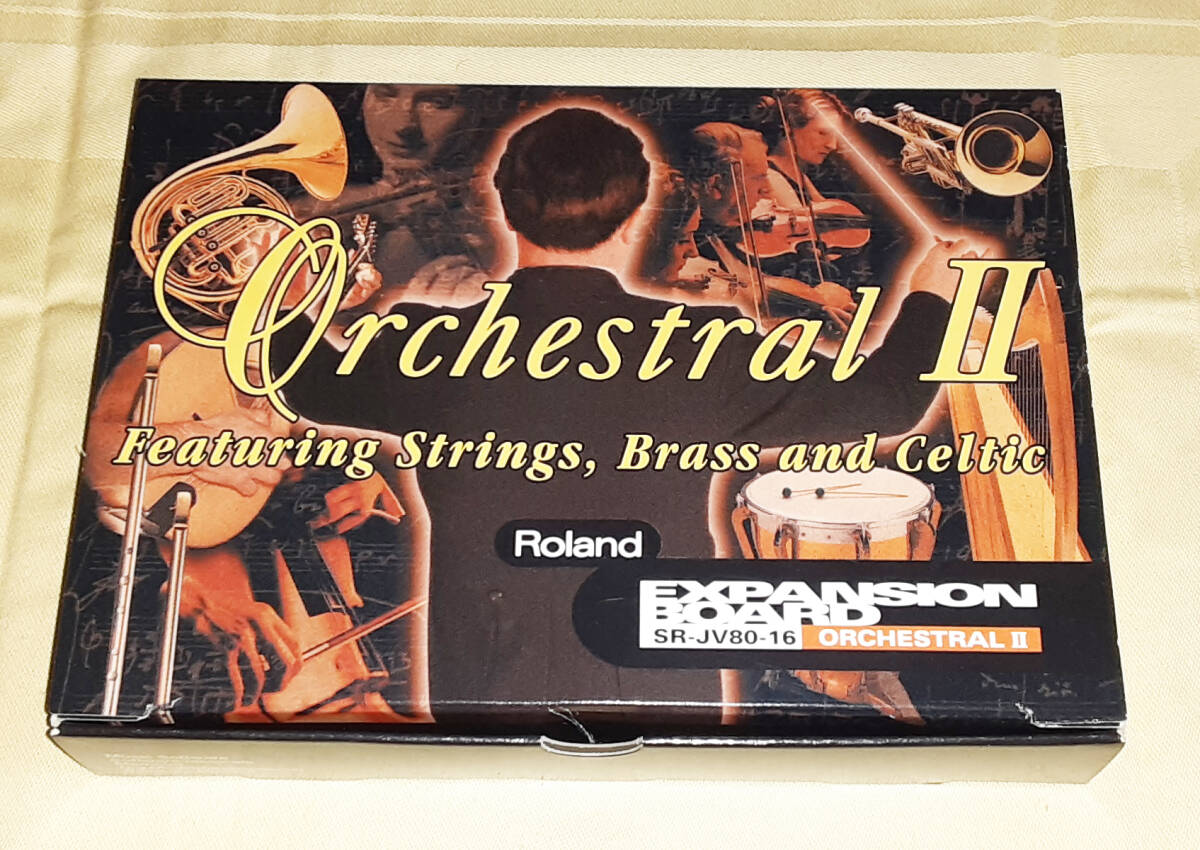 Orchestral II
Featuring Strings, Brass and Celtic
Roland
EXPANSION
BOARD
SR-JV80-16 ORCHESTRAL II